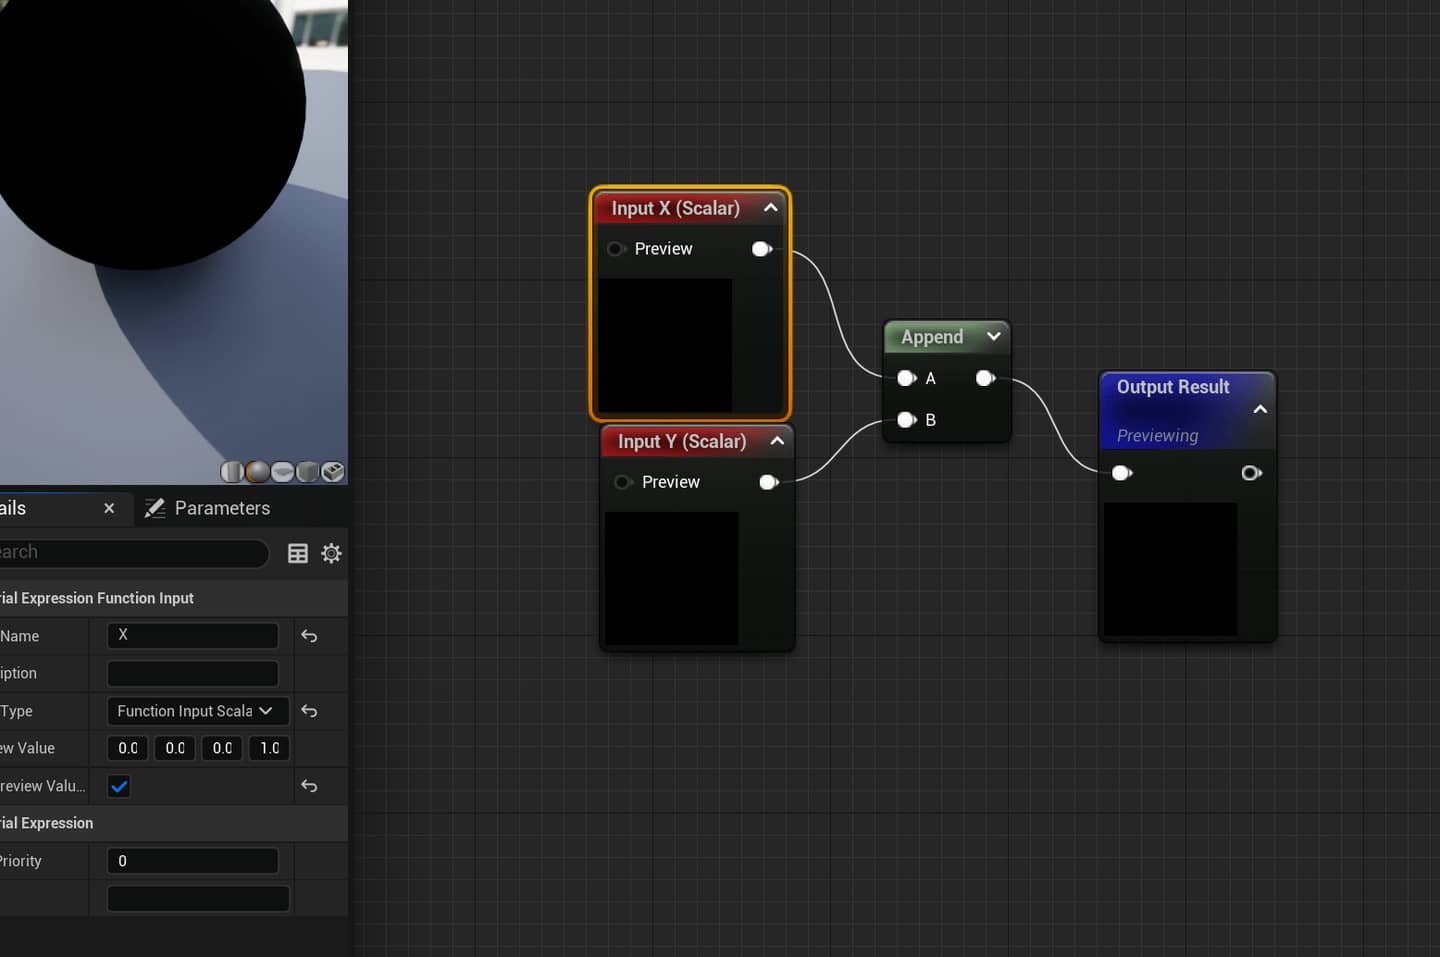 Input X (Scalar)
Preview
Append
A
B
Output Result
Previewing
Input Y (Scalar)
Preview
ails
Parameters
earch
rial Expression Function Input
Name
X
iption
Type
Function Input Scala
ew Value
0.0
0.0
0.0
1.0
review Valu...
rial Expression
Priority
0